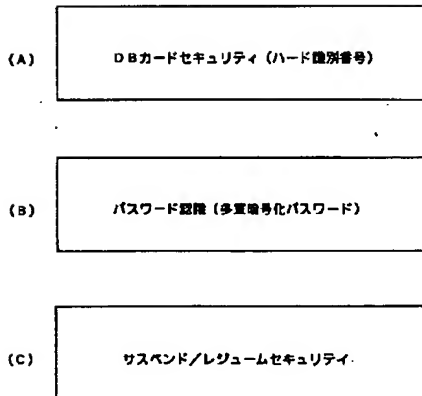 (A) DBカードセキュリティ (ハード識別番号)
(B) パスワード認識 (多重暗号化パスワード)
(C) サスペンド/レジュームセキュリティ